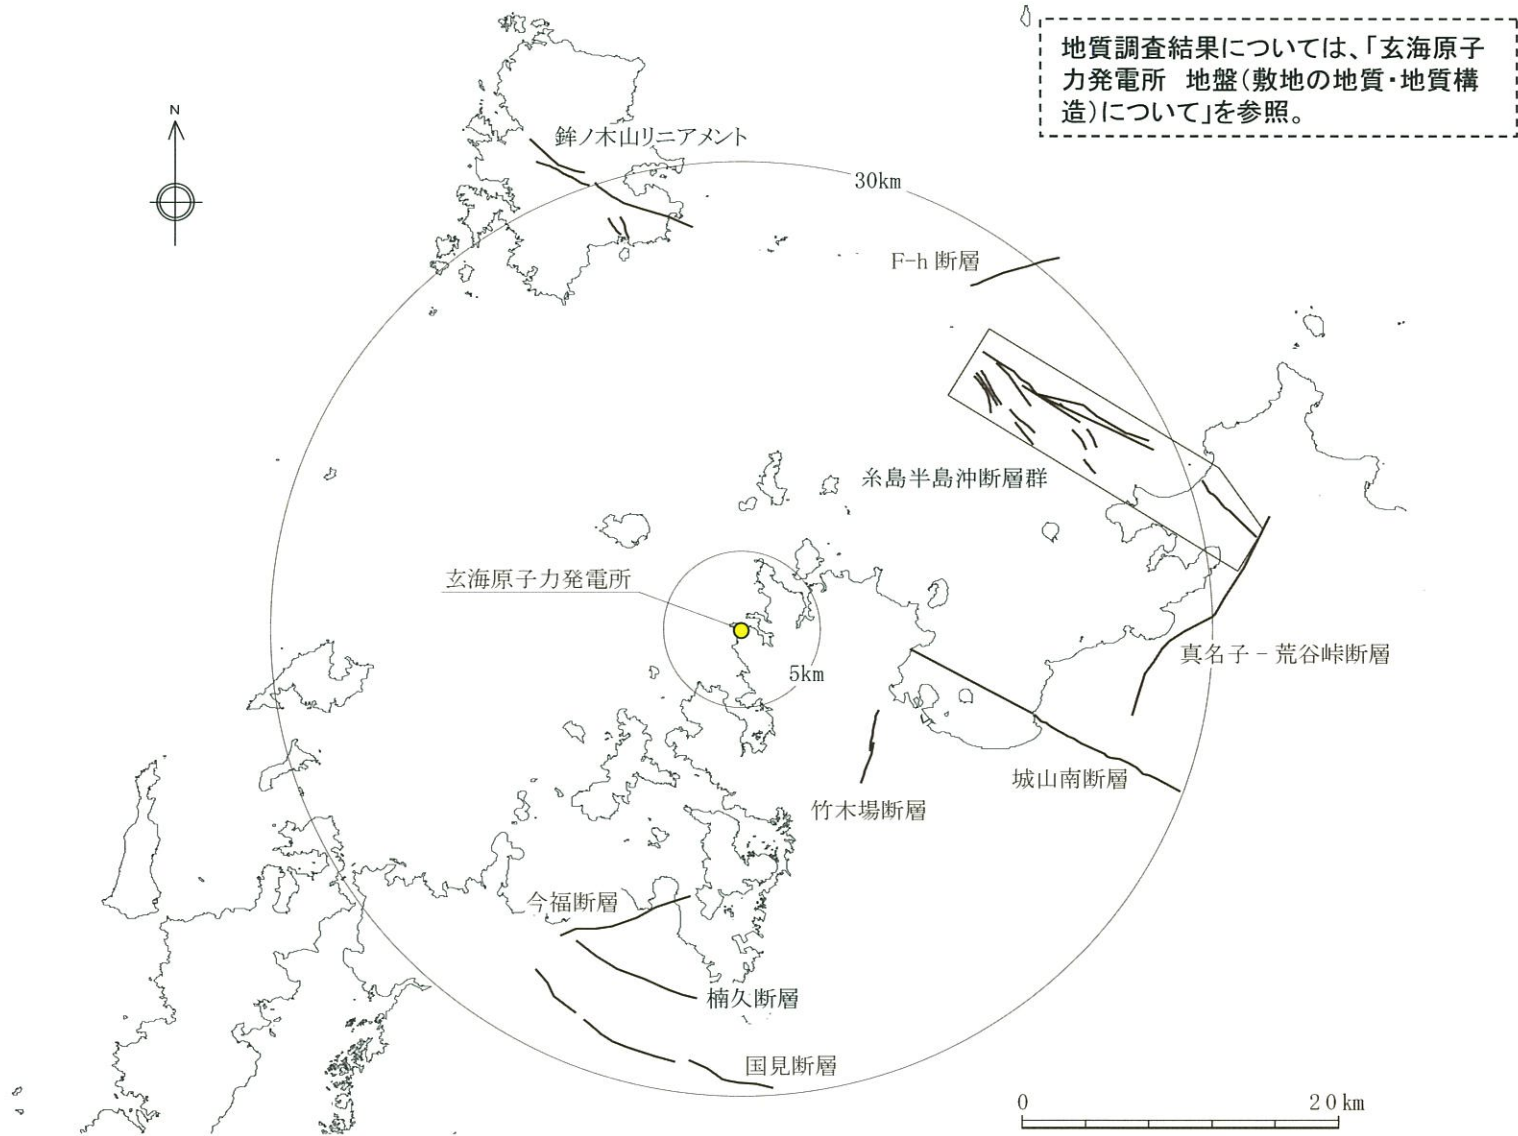 地質調査結果については、「玄海原子
力発電所　地盤(敷地の地質・地質構
造)について」を参照。
N
鉾ノ木山リニアメント
30km
F-h 断層
糸島半島沖断層群
玄海原子力発電所
5km
真名子－荒谷峠断層
城山南断層
竹木場断層
今福断層
楠久断層
国見断層
0
20km